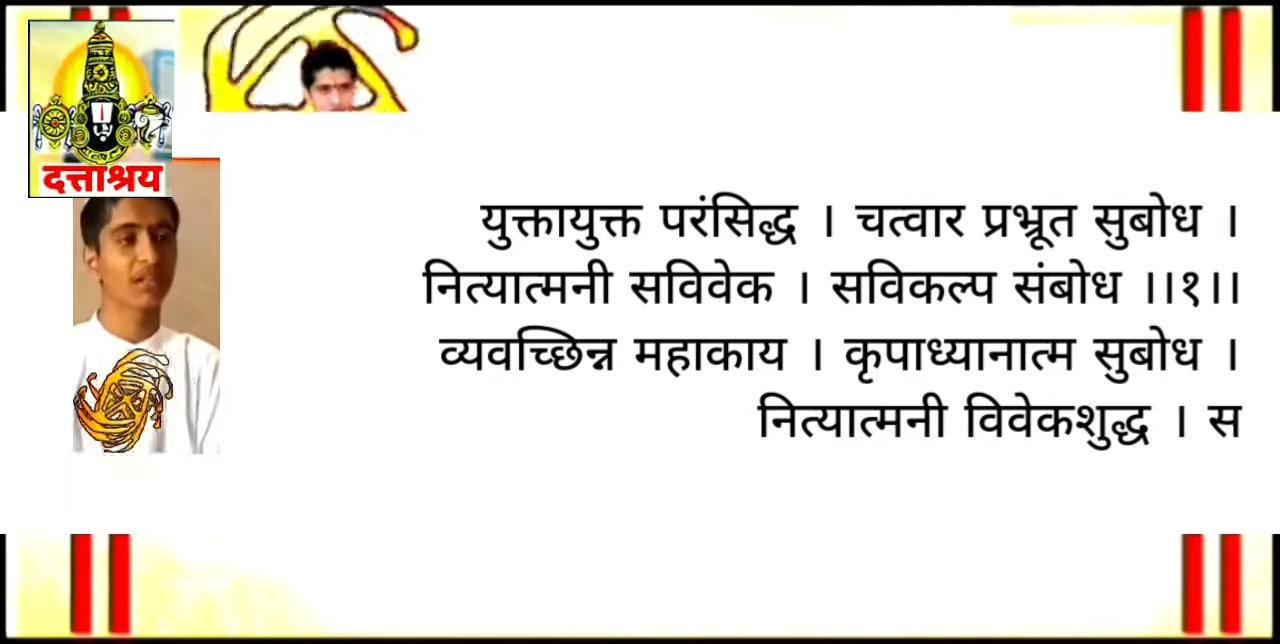 दत्ताश्रय
युक्तायुक्त परंसिद्ध । चत्वार प्रभ्रूत सुबोध ।
नित्यात्मनी सविवेक । सविकल्प संबोध ।।१।।
व्यवच्छिन्न महाकाय । कृपाध्यानात्म सुबोध ।
नित्यात्मनी विवेकशुद्ध । स